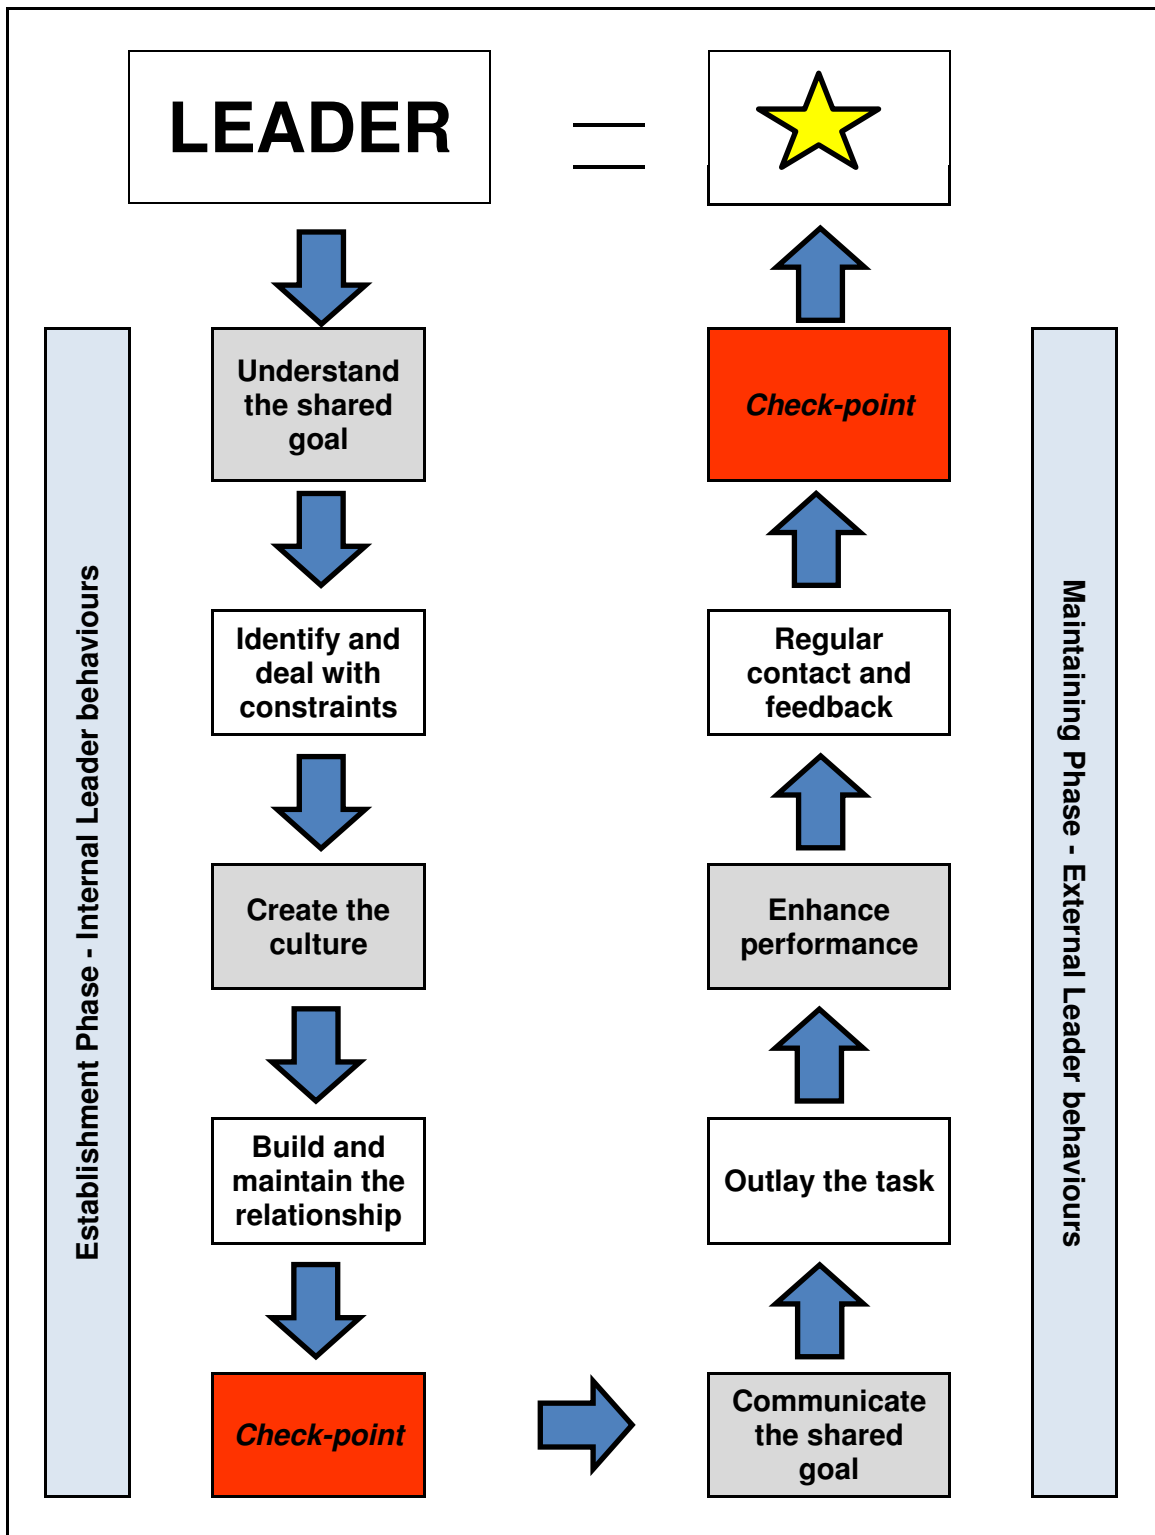 LEADER
=
Establishment Phase - Internal Leader behaviours
Understand
the shared
goal
Identify and
deal with
constraints
Create the
culture
Build and
maintain the
relationship
Check-point
Communicate
the shared
goal
Outlay the task
Enhance
performance
Regular
contact and
feedback
Check-point
Maintaining Phase - External Leader behaviours